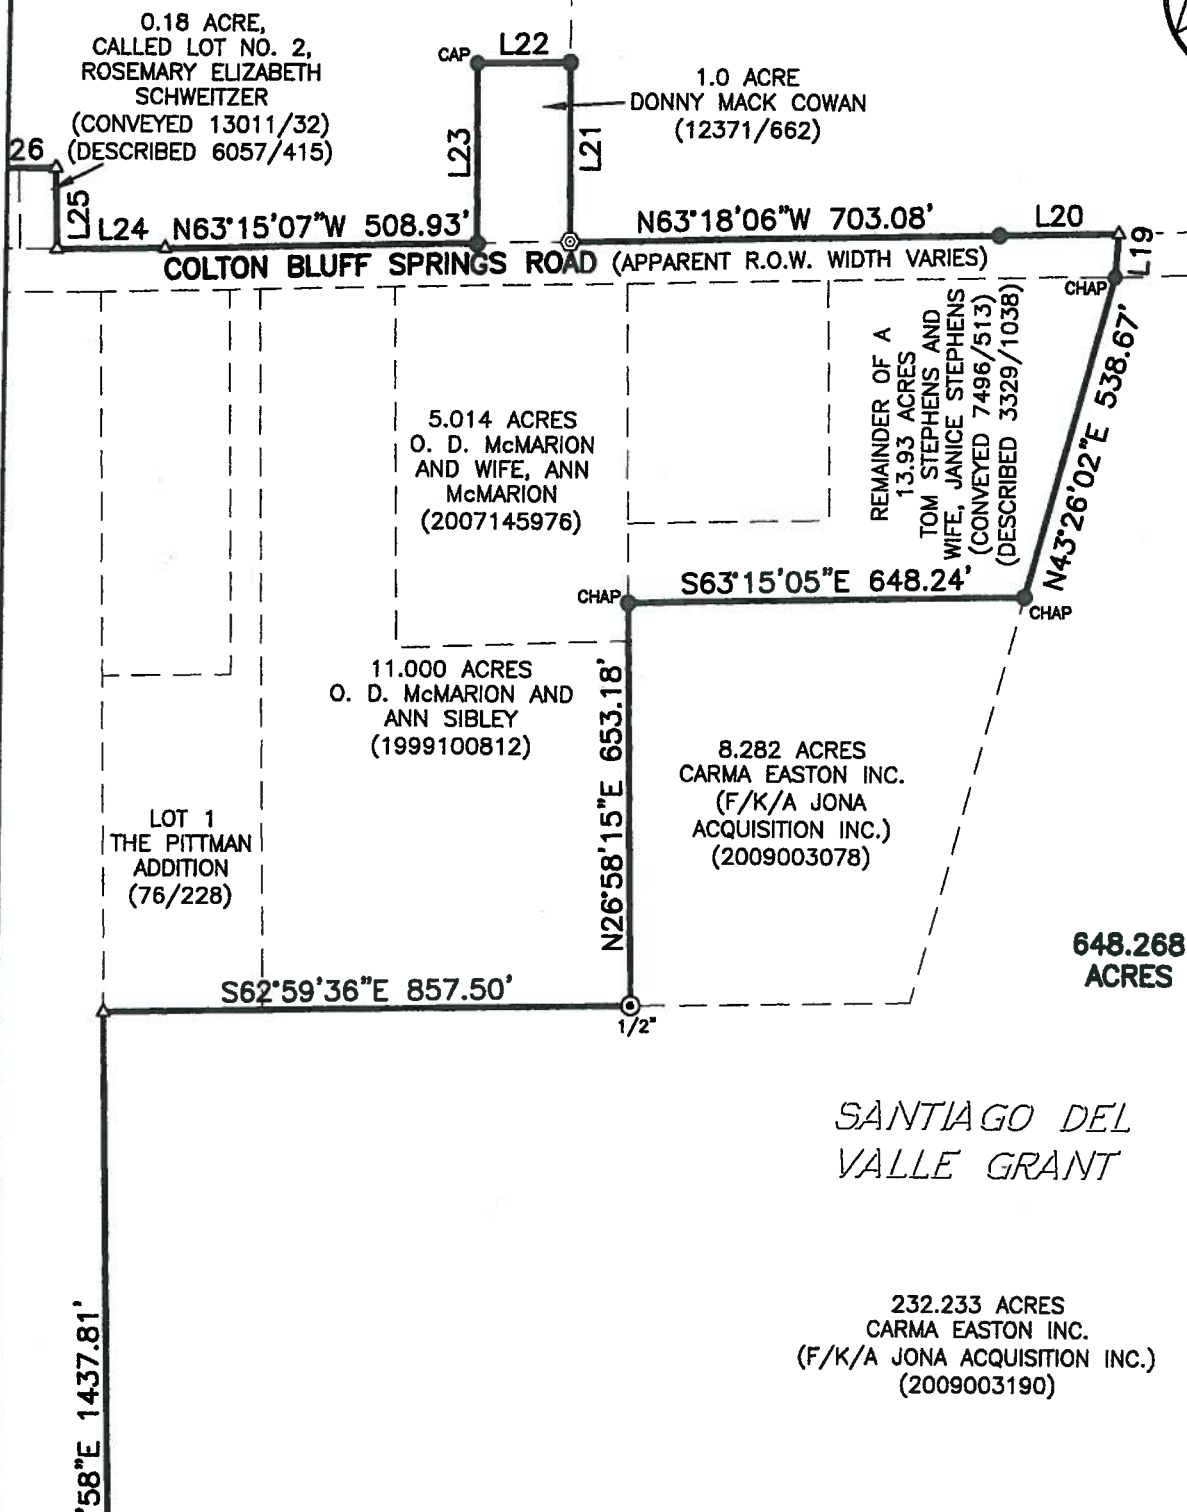 0.18 ACRE,
CALLED LOT NO. 2,
ROSEMARY ELIZABETH
SCHWEITZER
(CONVEYED 13011/32)
(DESCRIBED 6057/415)
CAP
L22
1.0 ACRE
DONNY MACK COWAN
(12371/662)
L23
L21
26
L25
L24
N63°15'07"W 508.93'
N63°18'06"W 703.08'
L20
L19
COLTON BLUFF SPRINGS ROAD (APPARENT R.O.W. WIDTH VARIES)
CHAP
REMAINDER OF A
13.93 ACRES
TOM STEPHENS AND
WIFE, JANICE STEPHENS
(CONVEYED 7496/513)
(DESCRIBED 3329/1038)
N43°26'02"E 538.67'
5.014 ACRES
O. D. McMARION
AND WIFE, ANN
McMARION
(2007145976)
S63°15'05"E 648.24'
CHAP
CHAP
11.000 ACRES
O. D. McMARION AND
ANN SIBLEY
(1999100812)
N26°58'15"E 653.18'
8.282 ACRES
CARMA EASTON INC.
(F/K/A JONA
ACQUISITION INC.)
(2009003078)
LOT 1
THE PITTMAN
ADDITION
(76/228)
648.268
ACRES
S62°59'36"E 857.50'
1/2"
SANTIAGO DEL
VALLE GRANT
232.233 ACRES
CARMA EASTON INC.
(F/K/A JONA ACQUISITION INC.)
(2009003190)
'58"E 1437.81'